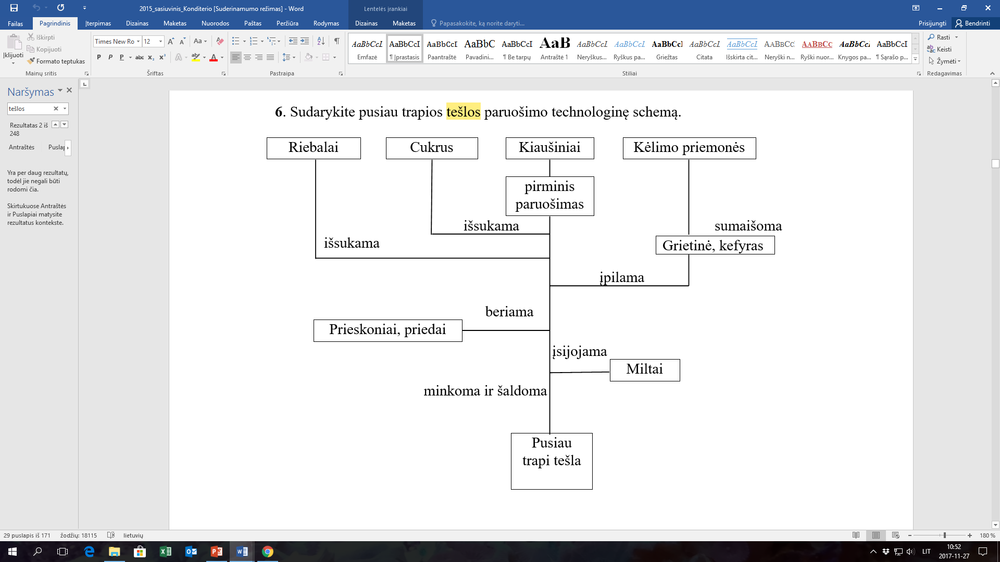 2015_sasiuvinis_Konditerio [Suderinamumo režimas] - Word
Lentelės įrankiai
Failas Pagrindinis Įterpimas Dizainas Maketas Nuorodos Paštas Peržiūra Rodymas Dizainas Maketas Papasakokite, ką norite daryti... Prisijungti Bendrinti
Įklijuoti
Iškirpti
Kopijuoti
Formato teptukas
Mainų sritis
Times New Ro 12
P P P abc x₂ x²
Šriftas
Pastraipa
AaBbCcI AaBbCcI AaBbCcI AaBbC AaBbCcI AaB AaBbCcI AaBbCcI AaBbCcI AaBbCcI AaBbCcI AABBCCI AABBCC AaBbCcI AaBbCcI
Emfazė ¶ Įprastasis Paantraštė Pavadini... ¶ Be tarpų Antraštė 1 Neryškus... Ryškus pa... Griežtas Citata Išskirta cit... Neryški n... Ryški nuor... Knygos pa... ¶ Sąrašo p...
Stiliai
Rasti
Keisti
Žymėti
Redagavimas
Naršymas
tešlos
Rezultatas 2 iš
248
Antraštės Puslap
Yra per daug rezultatų,
todėl jie negali būti
rodomi čia.
Skirtukuose Antraštės
ir Puslapiai matysite
rezultatus kontekste.
6. Sudarykite pusiau trapios tešlos paruošimo technologinę schemą.
Riebalai Cukrus Kiaušiniai Kėlimo priemonės
pirminis
paruošimas
išsukama sumaišoma
išsukama Grietinė, kefyras
įpilama
beriama
Prieskoniai, priedai
įsijojama
Miltai
minkoma ir šaldoma
Pusiau
trapi tešla
29 puslapis iš 171 žodžių: 18115 lietuvių 180 %
LIT 10:52
2017-11-27